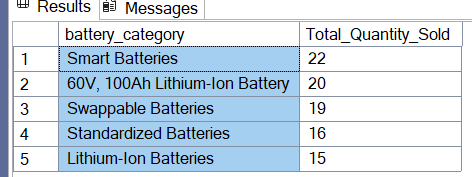 Results Messages
battery_category Total_Quantity_Sold
1 Smart Batteries 22
2 60V, 100Ah Lithium-Ion Battery 20
3 Swappable Batteries 19
4 Standardized Batteries 16
5 Lithium-Ion Batteries 15